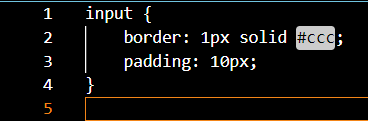 1 input {
2     border: 1px solid #ccc;
3     padding: 10px;
4 }
5